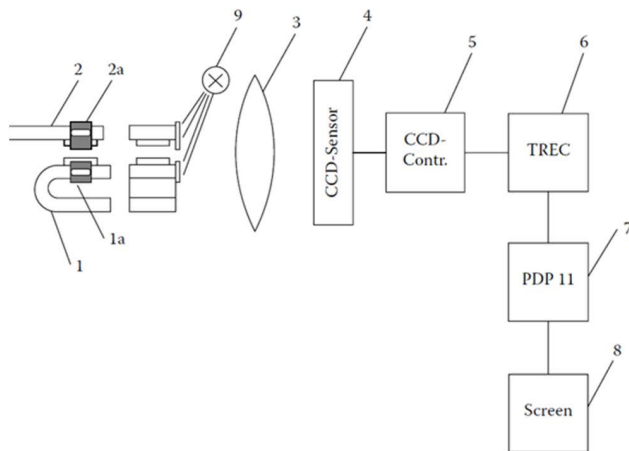 9
3
4
5
6
2
2a
CCD-Sensor
CCD-
Contr.
TREC
1a
1
7
PDP 11
8
Screen